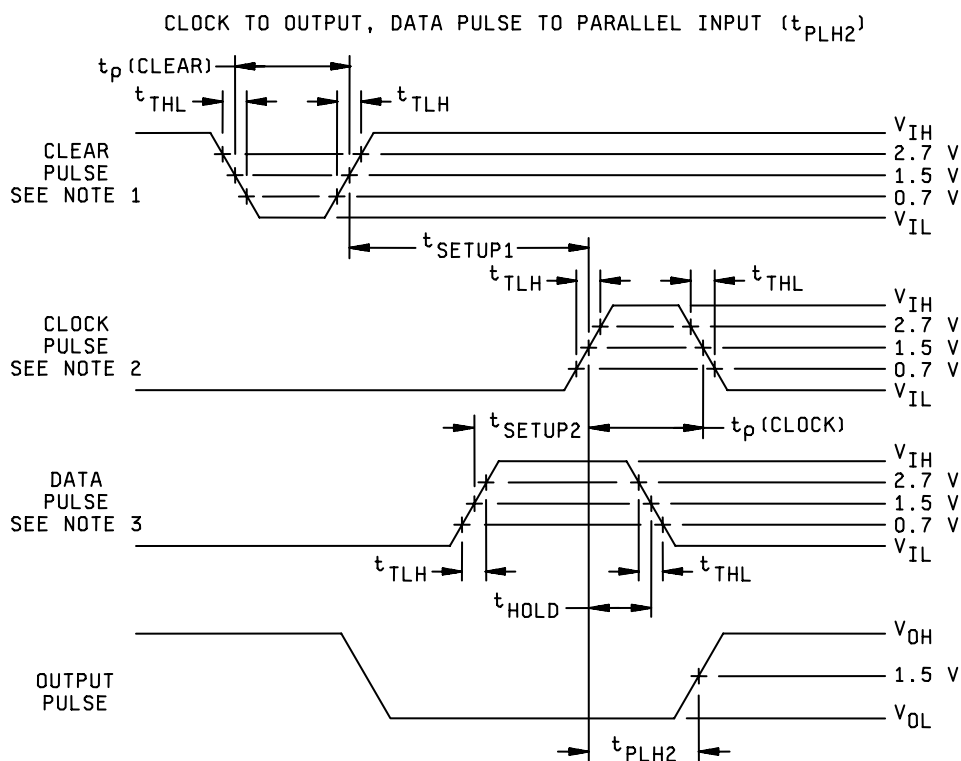 CLOCK TO OUTPUT, DATA PULSE TO PARALLEL INPUT (tPLH2)
tp (CLEAR)
tTHL
tTLH
CLEAR
PULSE
SEE NOTE 1
VIH
2.7 V
1.5 V
0.7 V
VIL
tSETUP1
tTLH
tTHL
CLOCK
PULSE
SEE NOTE 2
VIH
2.7 V
1.5 V
0.7 V
VIL
tSETUP2
tp (CLOCK)
DATA
PULSE
SEE NOTE 3
VIH
2.7 V
1.5 V
0.7 V
VIL
tTLH
tTHL
tHOLD
OUTPUT
PULSE
VOH
1.5 V
VOL
tPLH2